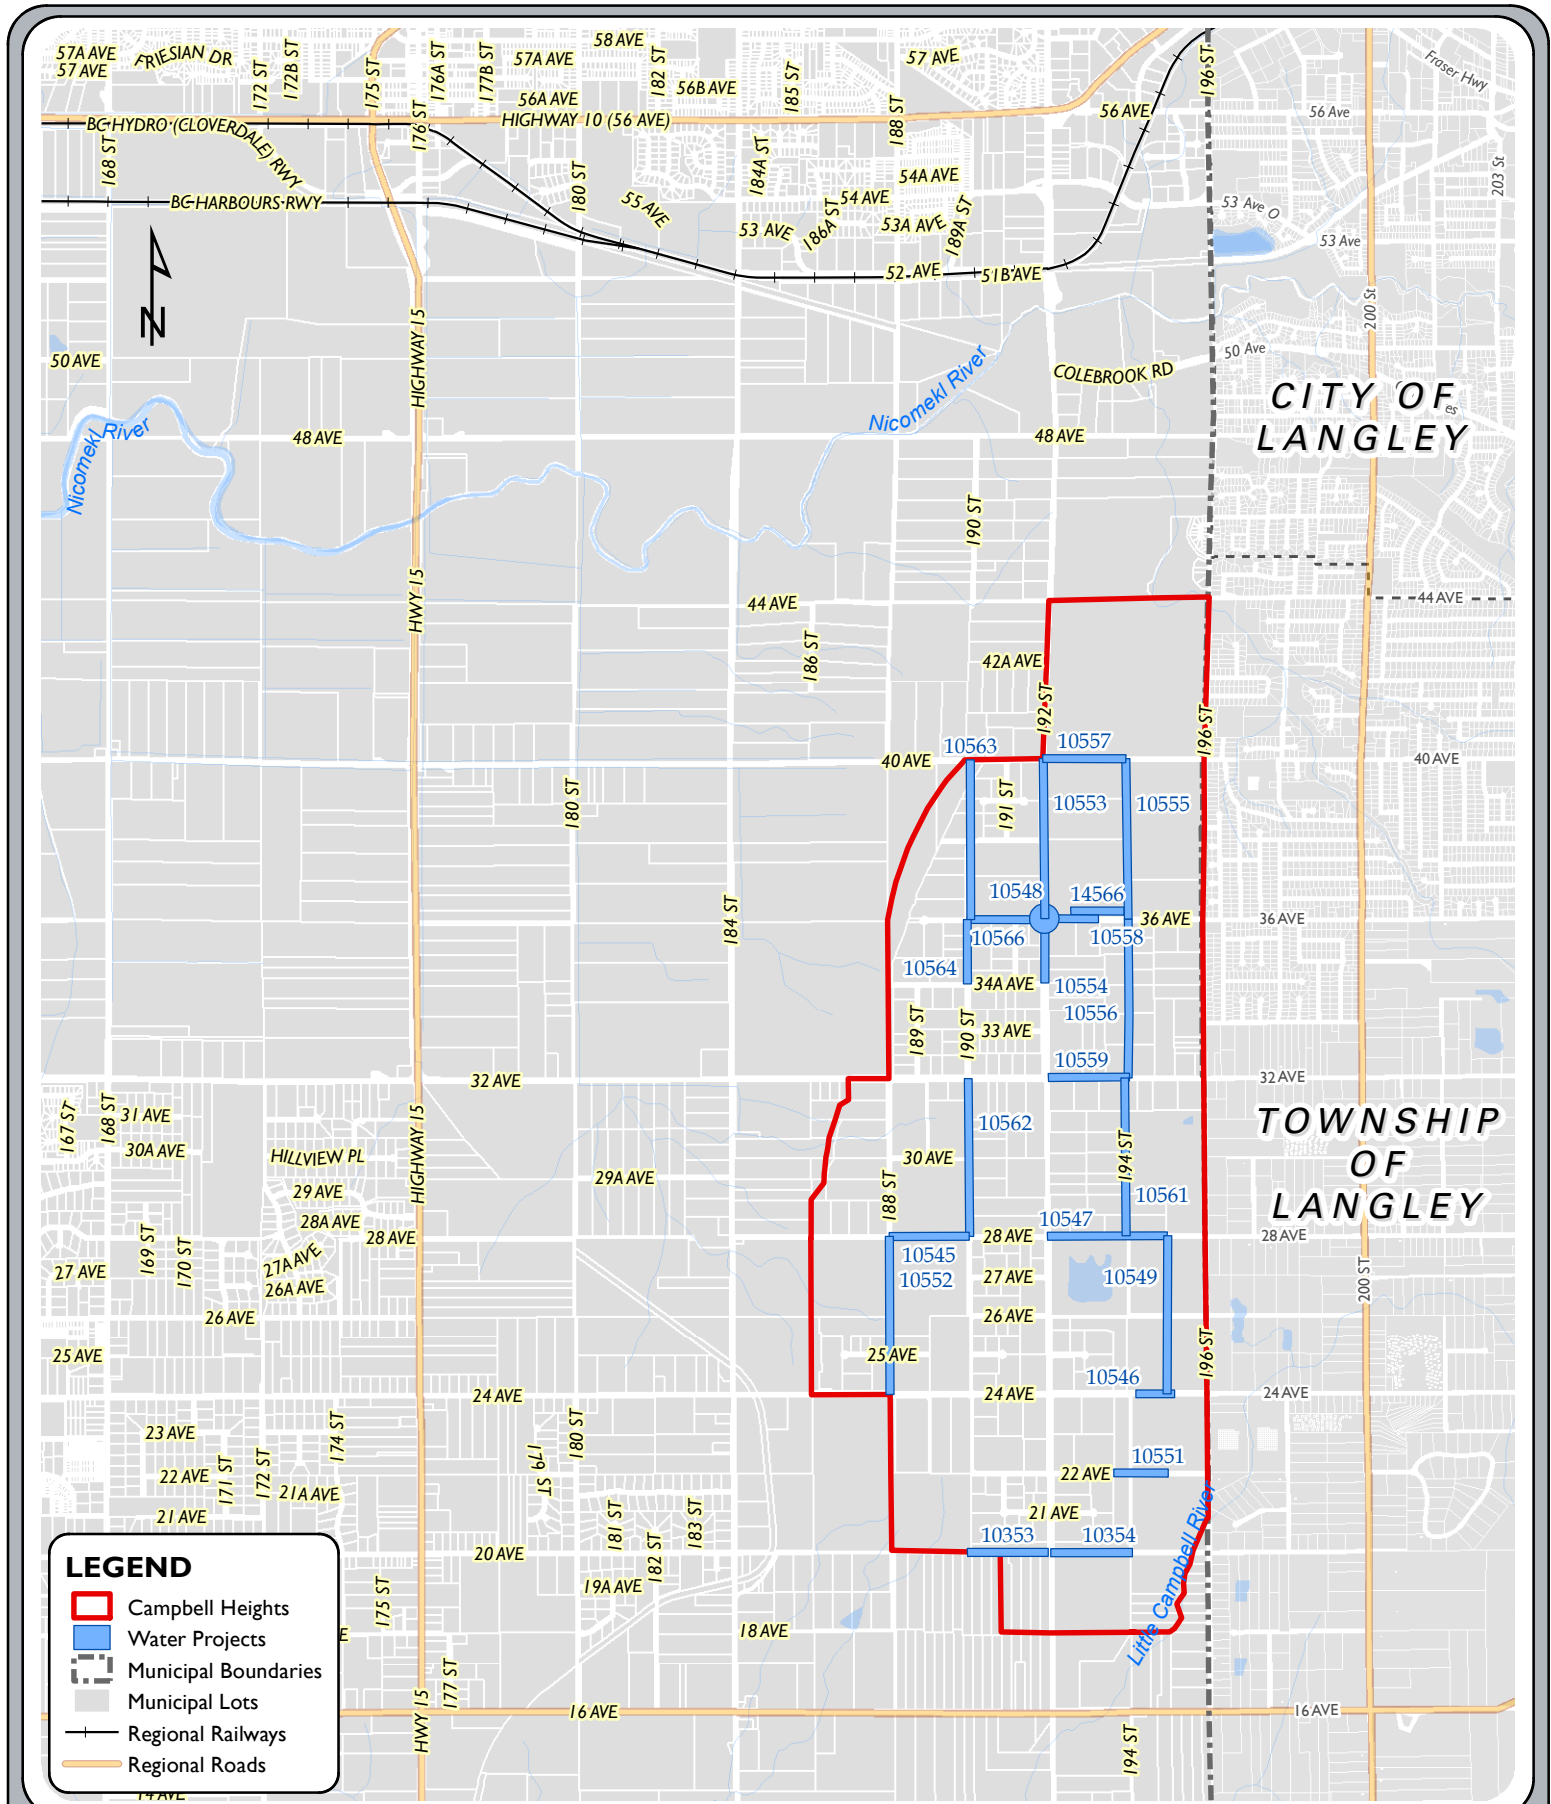 57A AVE
57 AVE
FRIESIAN DR
172 ST
172B ST
175 ST
176A ST
177B ST
57A AVE
58 AVE
182 ST
56B AVE
56A AVE
185 ST
57 AVE
188 ST
56 AVE
196 ST
Fraser Hwy
56 Ave
203 St
BC HYDRO (CLOVERDALE) RWY
176 ST
HIGHWAY 10 (56 AVE)
168 ST
BC HARBOURS RWY
180 ST
55 AVE
184A ST
54A AVE
54 AVE
53 AVE
186A ST
53A AVE
189A ST
53 Ave
53 Ave
52 AVE
51B AVE
N
50 AVE
HIGHWAY 15
200 St
50 Ave
COLEBROOK RD
Nicomekl River
Nicomekl River
48 AVE
48 AVE
CITY OF
LANGLEY
es
190 ST
HWY 15
44 AVE
44 AVE
186 ST
42A AVE
192 ST
196 ST
10563
10557
40 AVE
40 AVE
180 ST
191 ST
10553
10555
184 ST
10548
14566
36 AVE
36 AVE
10566
10558
10564
34A AVE
10554
10556
189 ST
190 ST
33 AVE
10559
32 AVE
32 AVE
167 ST
168 ST
31 AVE
30A AVE
HIGHWAY 15
HILLVIEW PL
29 AVE
29A AVE
30 AVE
188 ST
10562
194 ST
10561
TOWNSHIP
OF
LANGLEY
28A AVE
28 AVE
169 ST
170 ST
27A AVE
27 AVE
26A AVE
10547
28 AVE
28 AVE
10545
10552
27 AVE
10549
200 ST
26 AVE
26 AVE
25 AVE
25 AVE
196 ST
10546
24 AVE
24 AVE
24 AVE
23 AVE
174 ST
180 ST
179 ST
22 AVE
171 ST
172 ST
21A AVE
21 AVE
10551
22 AVE
21 AVE
181 ST
182 ST
183 ST
10353
10354
20 AVE
19A AVE
175 ST
Little Campbell River
18 AVE
E
177 ST
HWY 15
16 AVE
16 AVE
194 ST
14 AVE
LEGEND
Campbell Heights
Water Projects
Municipal Boundaries
Municipal Lots
Regional Railways
Regional Roads